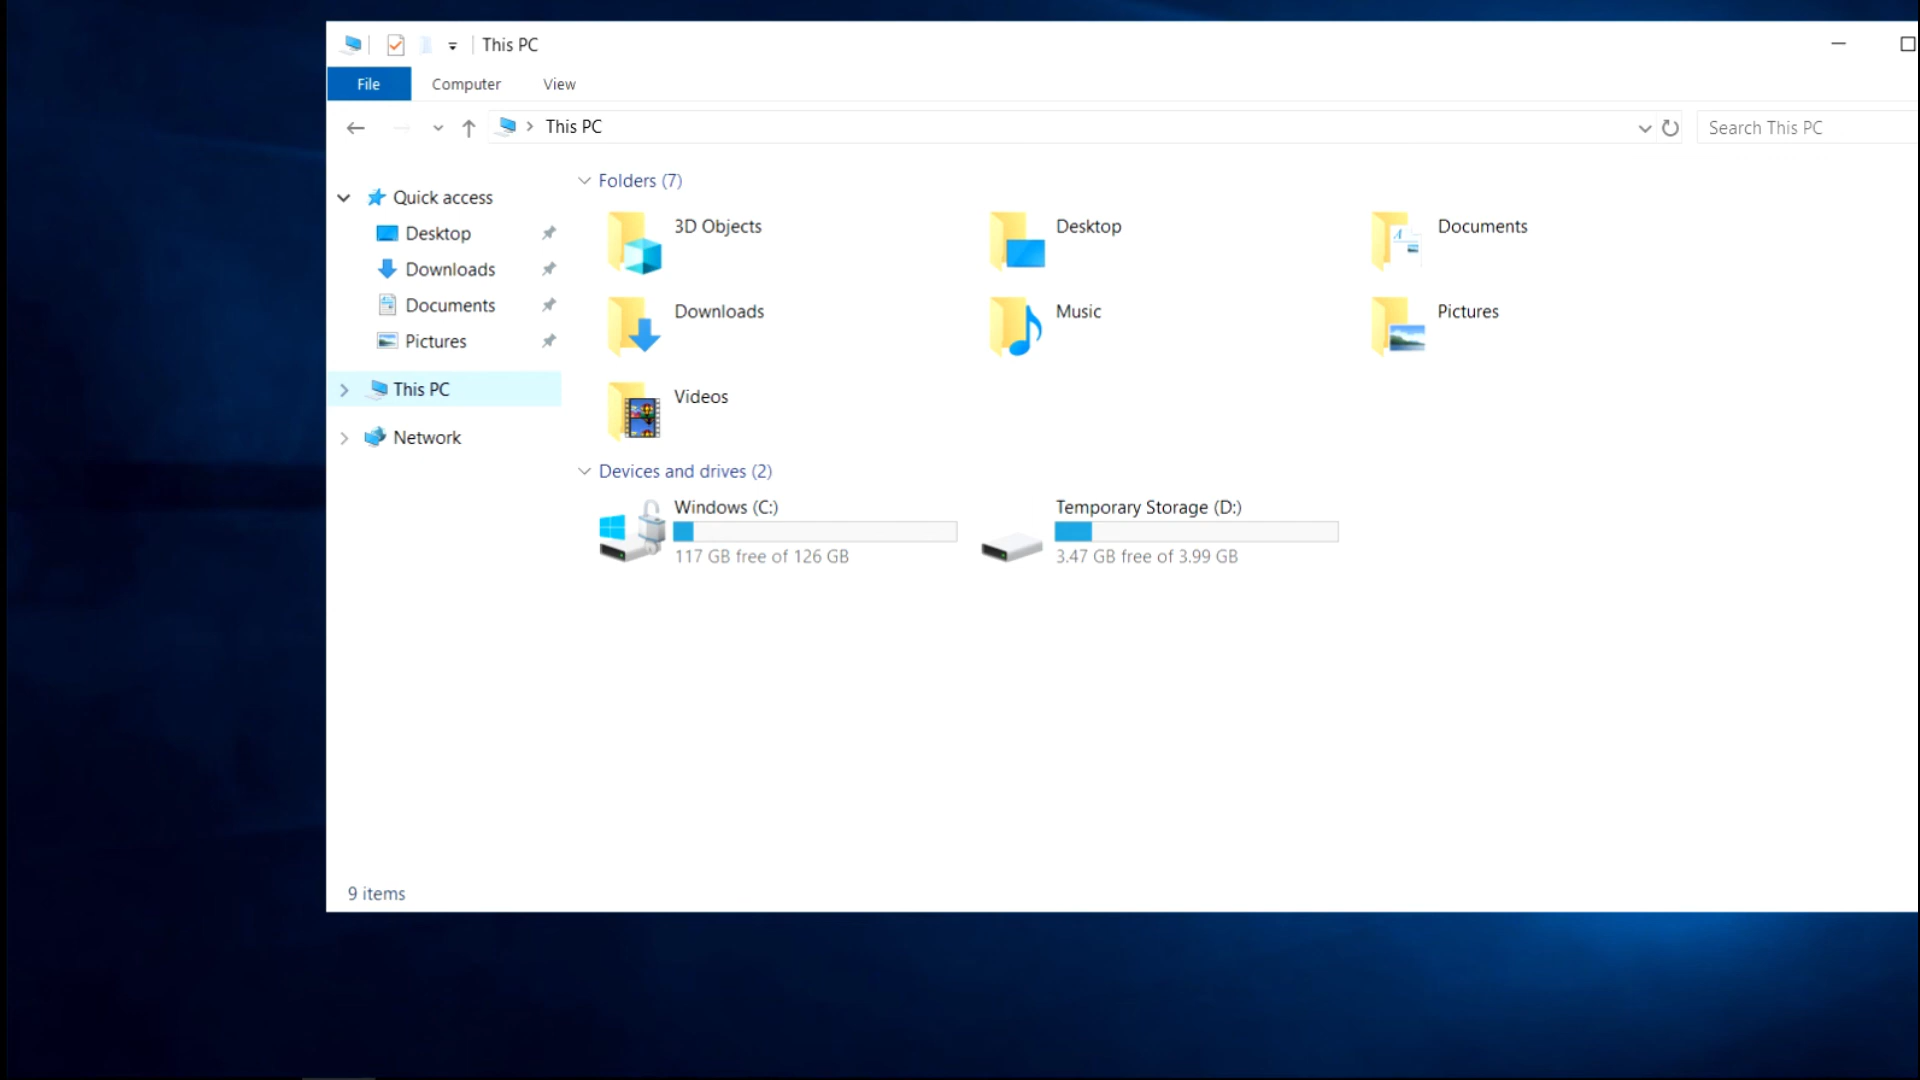 This PC
File Computer View
This PC
Search This PC
Quick access
Desktop
Downloads
Documents
Pictures
This PC
Network
Folders (7)
3D Objects
Desktop
Documents
Downloads
Music
Pictures
Videos
Devices and drives (2)
Windows (C:)
117 GB free of 126 GB
Temporary Storage (D:)
3.47 GB free of 3.99 GB
9 items